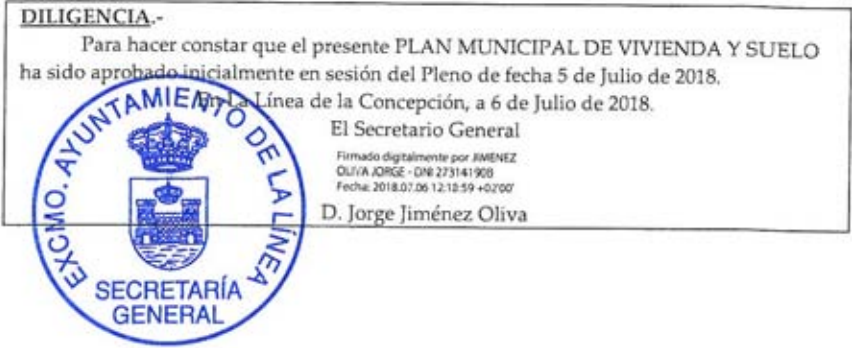 DILIGENCIA.-
Para hacer constar que el presente PLAN MUNICIPAL DE VIVIENDA Y SUELO
ha sido aprobado inicialmente en sesión del Pleno de fecha 5 de Julio de 2018.
En La Línea de la Concepción, a 6 de Julio de 2018.
El Secretario General
Firmado digitalmente por JIMENEZ
OLIVA JORGE - DNI 27314190B
Fecha: 2018.07.06 12:18:59 +02'00'
D. Jorge Jiménez Oliva
EXCMO. AYUNTAMIENTO DE LA LÍNEA
SECRETARÍA
GENERAL